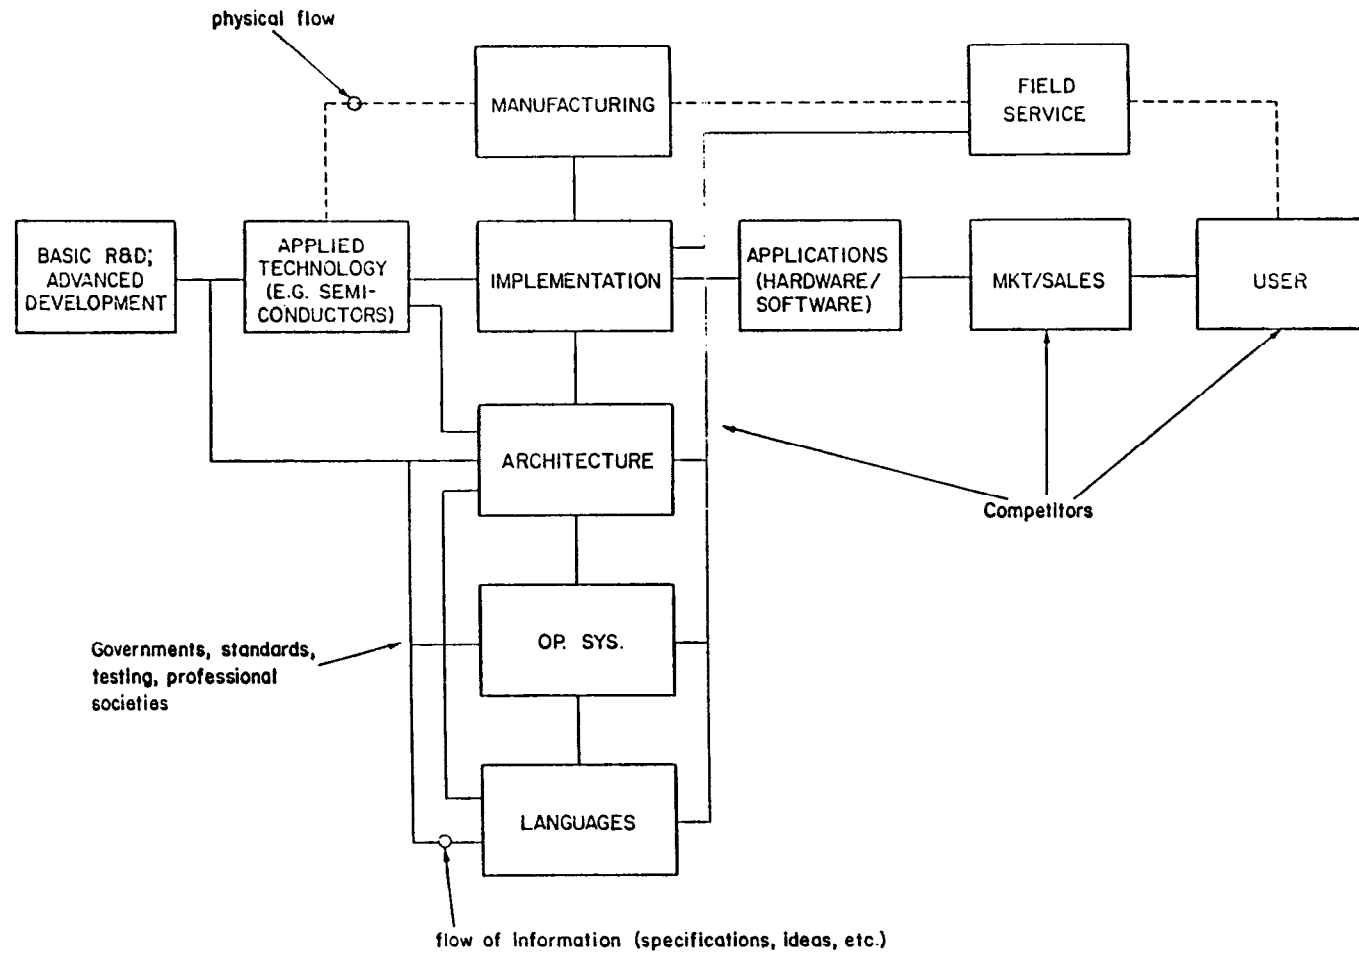 physical flow
MANUFACTURING
FIELD
SERVICE
BASIC R&D;
ADVANCED
DEVELOPMENT
APPLIED
TECHNOLOGY
(E.G. SEMI-
CONDUCTORS)
IMPLEMENTATION
APPLICATIONS
(HARDWARE/
SOFTWARE)
MKT/SALES
USER
ARCHITECTURE
Competitors
OP. SYS.
Governments, standards,
testing, professional
societies
LANGUAGES
flow of information (specifications, ideas, etc.)